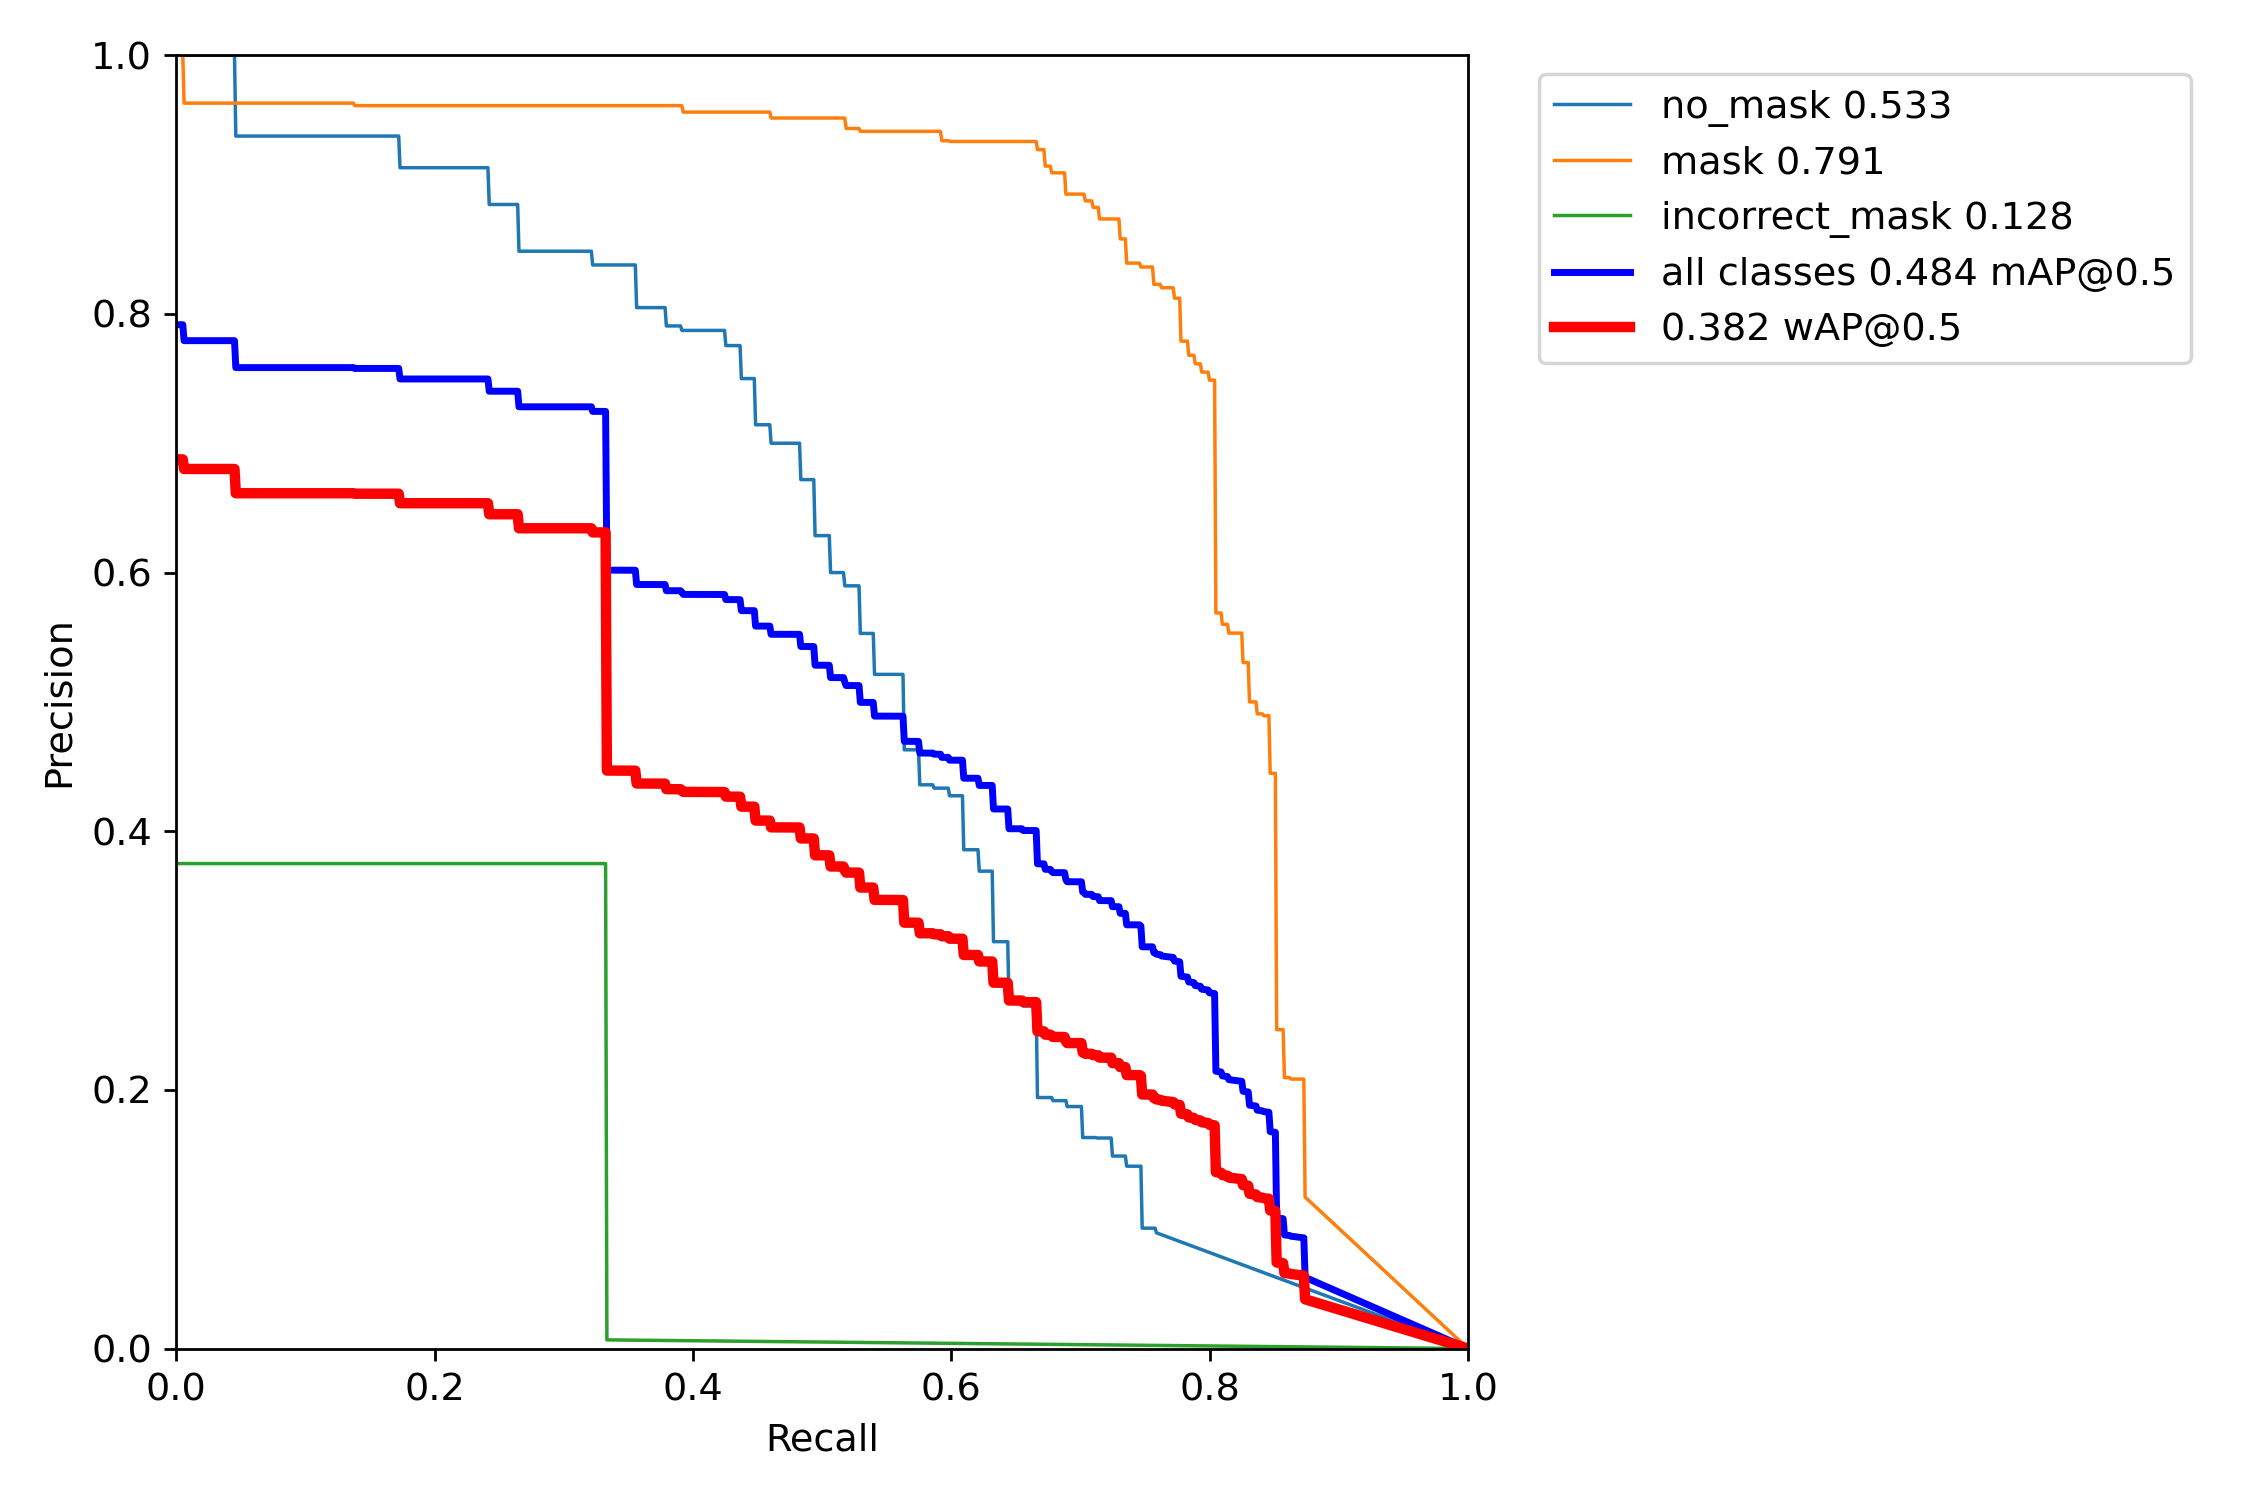 1.0
0.8
0.6
0.4
0.2
0.0
Precision
0.0 0.2 0.4 0.6 0.8 1.0
Recall
no_mask 0.533
mask 0.791
incorrect_mask 0.128
all classes 0.484 mAP@0.5
0.382 wAP@0.5